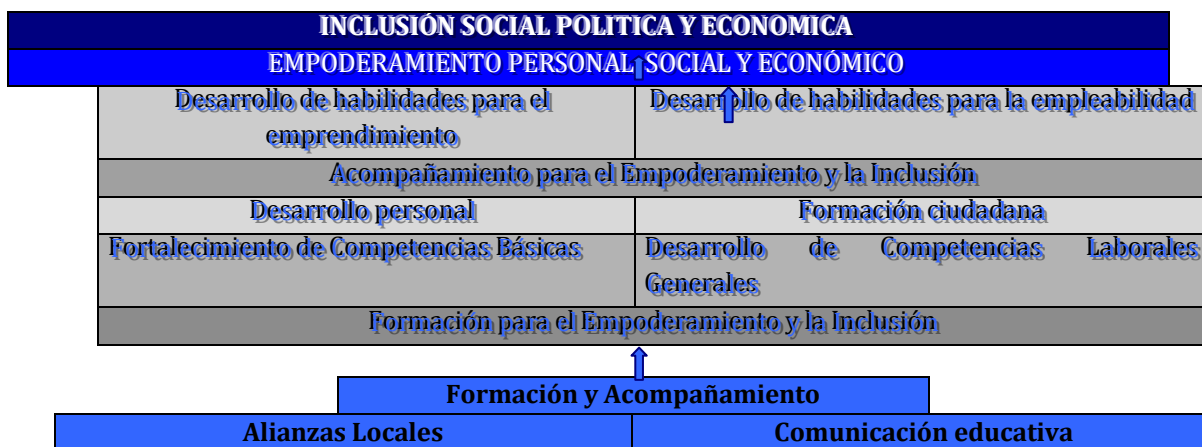 INCLUSIÓN SOCIAL POLITICA Y ECONOMICA
EMPODERAMIENTO PERSONAL SOCIAL Y ECONÓMICO
Desarrollo de habilidades para el
emprendimiento
Desarrollo de habilidades para la empleabilidad
Acompañamiento para el Empoderamiento y la Inclusión
Desarrollo personal
Formación ciudadana
Fortalecimiento de Competencias Básicas
Desarrollo de Competencias Laborales
Generales
Formación para el Empoderamiento y la Inclusión
Formación y Acompañamiento
Alianzas Locales
Comunicación educativa